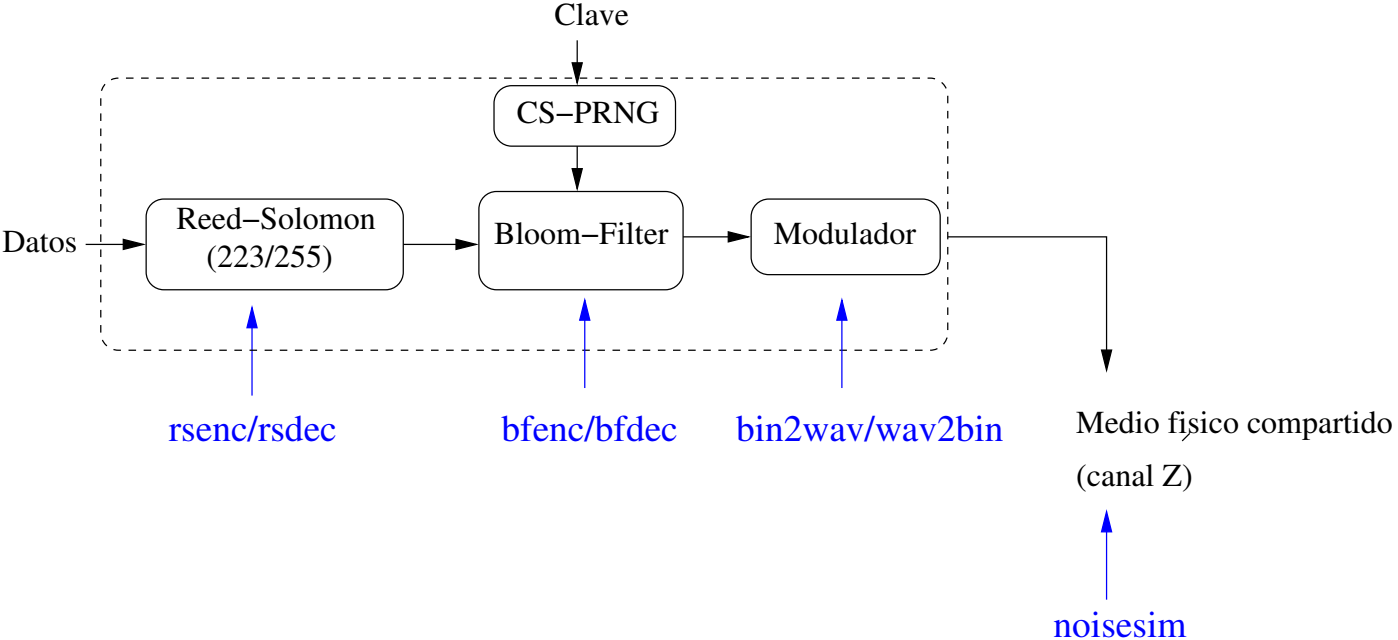 Clave
CS−PRNG
Datos
Reed−Solomon
(223/255)
Bloom−Filter
Modulador
rsenc/rsdec
bfenc/bfdec
bin2wav/wav2bin
Medio físico compartido
(canal Z)
noisesim